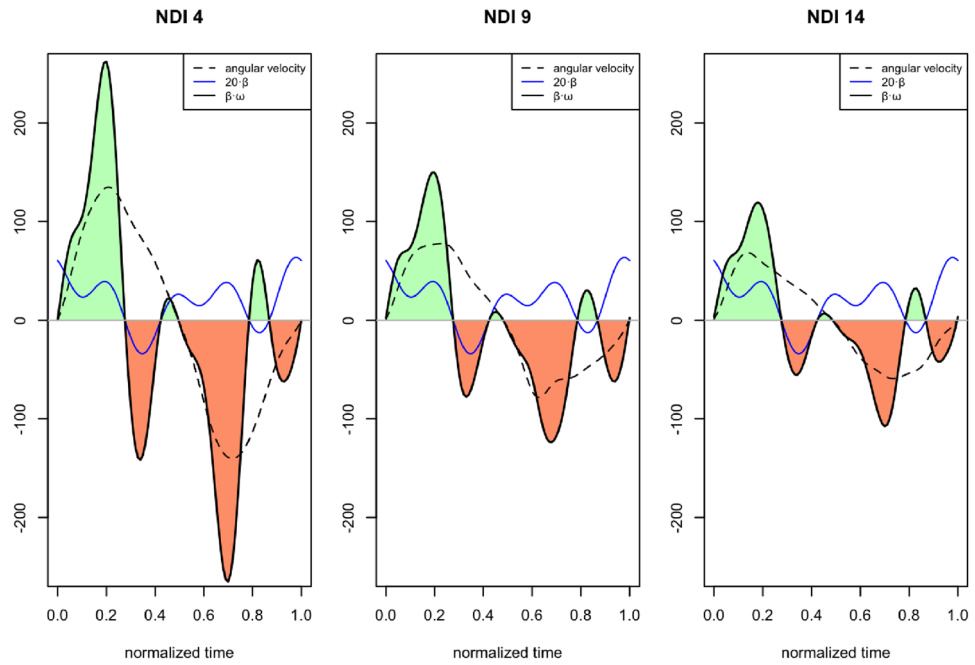 NDI 4
angular velocity
20·β
β·ω
200
100
0
-100
-200
0.0 0.2 0.4 0.6 0.8 1.0
normalized time
NDI 9
angular velocity
20·β
β·ω
200
100
0
-100
-200
0.0 0.2 0.4 0.6 0.8 1.0
normalized time
NDI 14
angular velocity
20·β
β·ω
200
100
0
-100
-200
0.0 0.2 0.4 0.6 0.8 1.0
normalized time